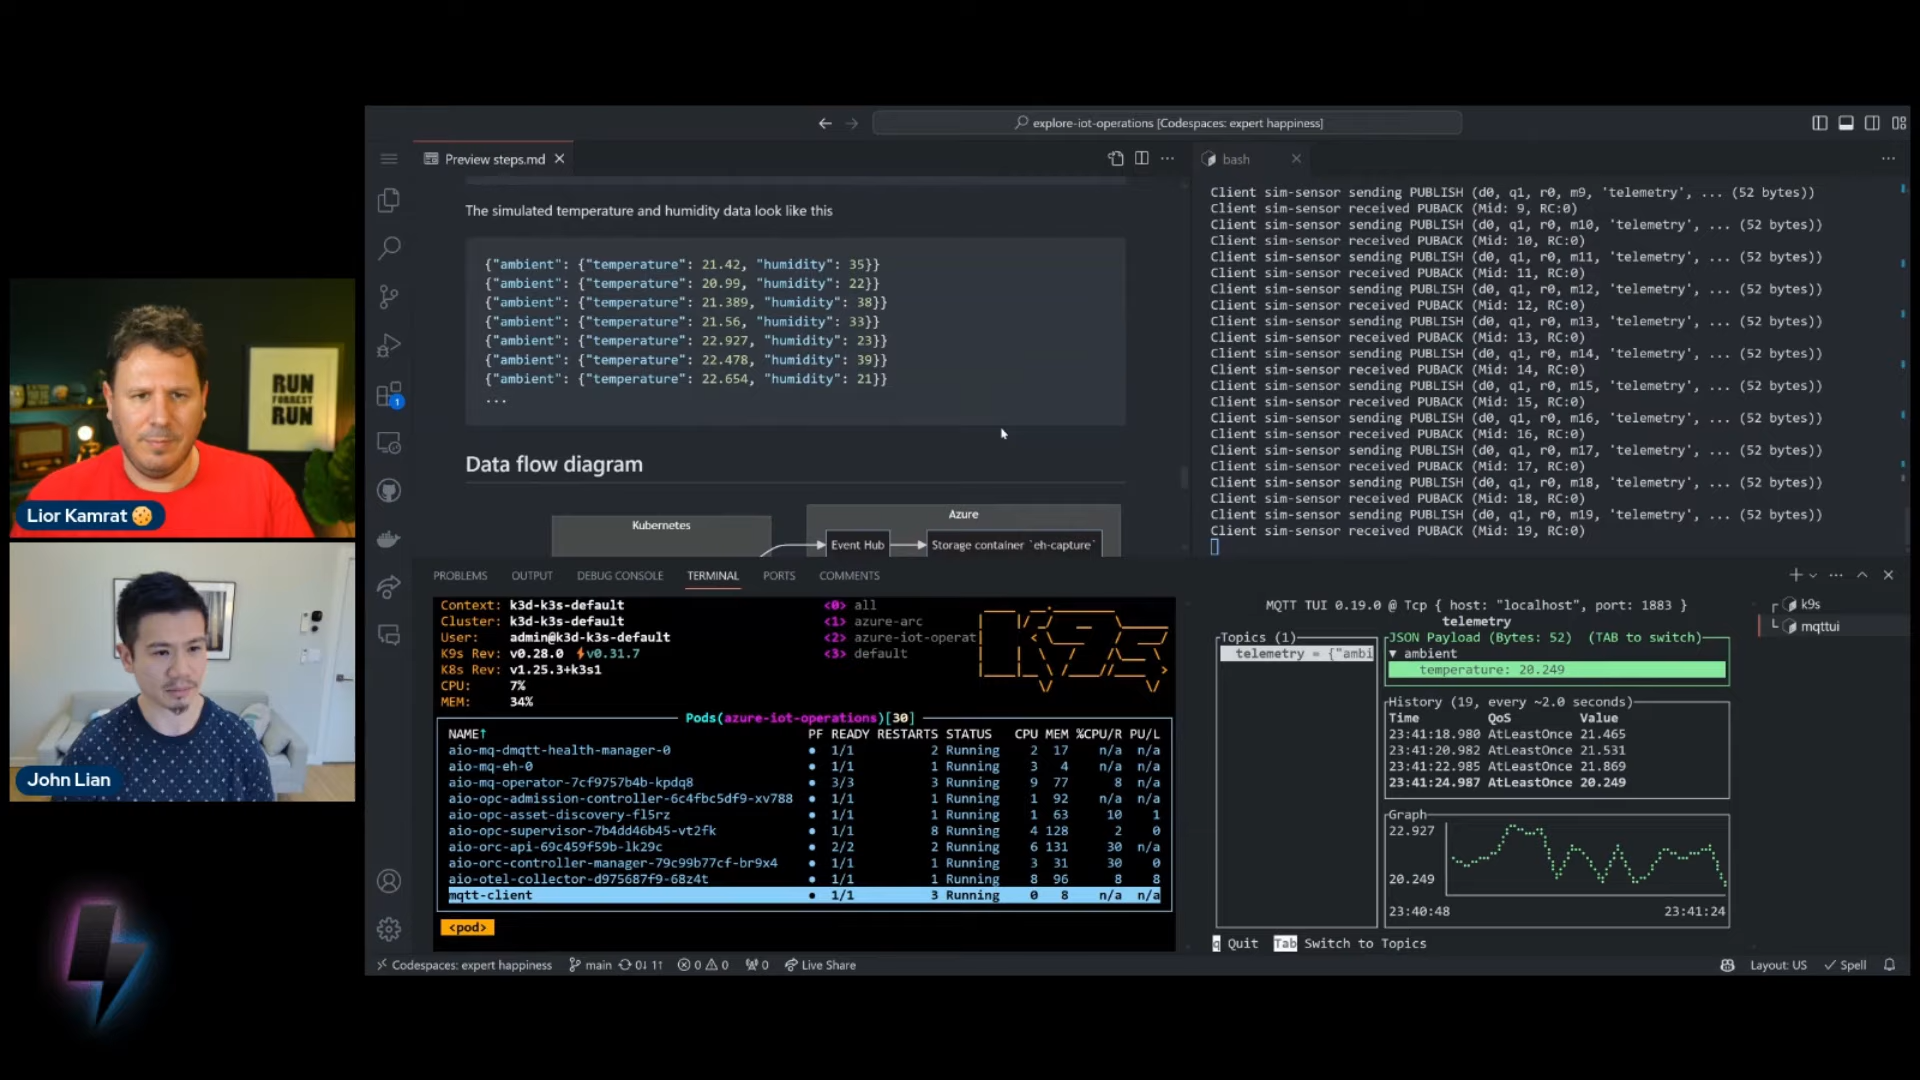 explore-iot-operations [Codespaces: expert happiness]
Preview steps.md
The simulated temperature and humidity data look like this
{"ambient": {"temperature": 21.42, "humidity": 35}}
{"ambient": {"temperature": 20.99, "humidity": 22}}
{"ambient": {"temperature": 21.389, "humidity": 38}}
{"ambient": {"temperature": 21.56, "humidity": 33}}
{"ambient": {"temperature": 22.927, "humidity": 23}}
{"ambient": {"temperature": 22.478, "humidity": 39}}
{"ambient": {"temperature": 22.654, "humidity": 21}}
...
Data flow diagram
Kubernetes
Azure
Event Hub
Storage container `eh-capture`
bash
Client sim-sensor sending PUBLISH (d0, q1, r0, m9, 'telemetry', ... (52 bytes))
Client sim-sensor received PUBACK (Mid: 9, RC:0)
Client sim-sensor sending PUBLISH (d0, q1, r0, m10, 'telemetry', ... (52 bytes))
Client sim-sensor received PUBACK (Mid: 10, RC:0)
Client sim-sensor sending PUBLISH (d0, q1, r0, m11, 'telemetry', ... (52 bytes))
Client sim-sensor received PUBACK (Mid: 11, RC:0)
Client sim-sensor sending PUBLISH (d0, q1, r0, m12, 'telemetry', ... (52 bytes))
Client sim-sensor received PUBACK (Mid: 12, RC:0)
Client sim-sensor sending PUBLISH (d0, q1, r0, m13, 'telemetry', ... (52 bytes))
Client sim-sensor received PUBACK (Mid: 13, RC:0)
Client sim-sensor sending PUBLISH (d0, q1, r0, m14, 'telemetry', ... (52 bytes))
Client sim-sensor received PUBACK (Mid: 14, RC:0)
Client sim-sensor sending PUBLISH (d0, q1, r0, m15, 'telemetry', ... (52 bytes))
Client sim-sensor received PUBACK (Mid: 15, RC:0)
Client sim-sensor sending PUBLISH (d0, q1, r0, m16, 'telemetry', ... (52 bytes))
Client sim-sensor received PUBACK (Mid: 16, RC:0)
Client sim-sensor sending PUBLISH (d0, q1, r0, m17, 'telemetry', ... (52 bytes))
Client sim-sensor received PUBACK (Mid: 17, RC:0)
Client sim-sensor sending PUBLISH (d0, q1, r0, m18, 'telemetry', ... (52 bytes))
Client sim-sensor received PUBACK (Mid: 18, RC:0)
Client sim-sensor sending PUBLISH (d0, q1, r0, m19, 'telemetry', ... (52 bytes))
Client sim-sensor received PUBACK (Mid: 19, RC:0)
RUN
FORREST
RUN
Lior Kamrat
John Lian
1
PROBLEMS OUTPUT DEBUG CONSOLE TERMINAL PORTS COMMENTS
Context: k3d-k3s-default <0> all
Cluster: k3d-k3s-default <1> azure-arc
User: admin@k3d-k3s-default <2> azure-iot-operat
K9s Rev: v0.28.0 ⚡v0.31.7 <3> default
K8s Rev: v1.25.3+k3s1
CPU: 7%
MEM: 34%
Pods(azure-iot-operations)[30]
NAME↑ PF READY RESTARTS STATUS CPU MEM %CPU/R PU/L
aio-mq-dmqtt-health-manager-0 ● 1/1 2 Running 2 17 n/a n/a
aio-mq-eh-0 ● 1/1 1 Running 3 4 n/a n/a
aio-mq-operator-7cf9757b4b-kpdq8 ● 3/3 3 Running 9 77 8 n/a
aio-opc-admission-controller-6c4fbc5df9-xv788 ● 1/1 1 Running 1 92 n/a n/a
aio-opc-asset-discovery-fl5rz ● 1/1 1 Running 1 63 10 1
aio-opc-supervisor-7b4dd46b45-vt2fk ● 1/1 8 Running 4 128 2 0
aio-orc-api-69c459f59b-lk29c ● 2/2 2 Running 6 131 30 n/a
aio-orc-controller-manager-79c99b77cf-br9x4 ● 1/1 1 Running 3 31 30 0
aio-otel-collector-d975687f9-68z4t ● 1/1 1 Running 8 96 8 8
mqtt-client ● 1/1 3 Running 0 8 n/a n/a
<pod>
MQTT TUI 0.19.0 @ Tcp { host: "localhost", port: 1883 }
telemetry
Topics (1)
telemetry = {"ambi
JSON Payload (Bytes: 52) (TAB to switch)
▼ ambient
temperature: 20.249
History (19, every ~2.0 seconds)
Time QoS Value
23:41:18.980 AtLeastOnce 21.465
23:41:20.982 AtLeastOnce 21.531
23:41:22.985 AtLeastOnce 21.869
23:41:24.987 AtLeastOnce 20.249
Graph
22.927
20.249
23:40:48 23:41:24
q Quit Tab Switch to Topics
k9s
mqttui
Codespaces: expert happiness main 0↓ 1↑ 0 0 0 Live Share
Layout: US Spell